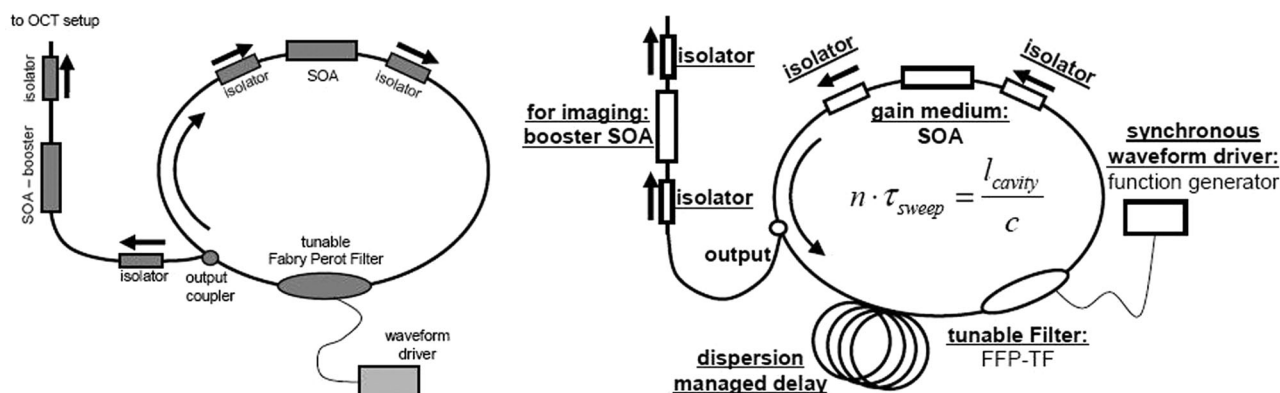 to OCT setup
isolator
SOA – booster
isolator
output
coupler
isolator
SOA
isolator
tunable
Fabry Perot Filter
waveform
driver
isolator
for imaging:
booster SOA
isolator
output
isolator
gain medium:
SOA
isolator
n · τsweep = lcavity / c
synchronous
waveform driver:
function generator
dispersion
managed delay
tunable Filter:
FFP-TF